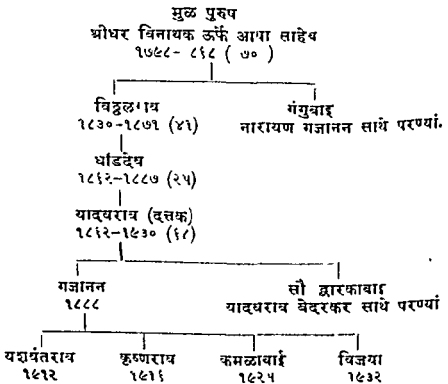 मुळ पुरुष
श्रीधर विनायक ऊर्फे आपा साहेब
१७९८- ८६८ ( ७० )
विठ्ठलराय
१८३०-१८७१ (४१)
गंगुबाइ
नारायण गजानन साथे परण्यां.
धोंडदेव
१८६२-१८८७ (२५)
यादवराव (दत्तक)
१८६२-१९३० (६८)
गजानन
१८८८
सौ द्वारकाबाइ
यादवराव बेदरकर साथे परण्यां
यशवंतराव
१९१२
कृष्णराव
१९१६
कमळाबाई
१९२५
विजया
१९३२